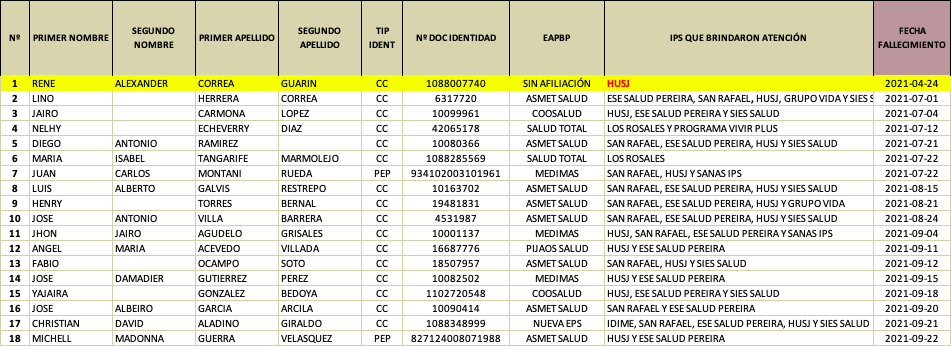 Nº PRIMER NOMBRE SEGUNDO NOMBRE PRIMER APELLIDO SEGUNDO APELLIDO TIP IDENT Nº DOC IDENTIDAD EAPBP IPS QUE BRINDARON ATENCIÓN FECHA FALLECIMIENTO
1 RENE ALEXANDER CORREA GUARIN CC 1088007740 SIN AFILIACIÓN HUSJ 2021-04-24
2 LINO HERRERA CORREA CC 6317720 ASMET SALUD ESE SALUD PEREIRA, SAN RAFAEL, HUSJ, GRUPO VIDA Y SIES S 2021-07-01
3 JAIRO CARMONA LOPEZ CC 10099961 COOSALUD HUSJ, ESE SALUD PEREIRA Y SIES SALUD 2021-07-04
4 NELHY ECHEVERRY DIAZ CC 42065178 SALUD TOTAL LOS ROSALES Y PROGRAMA VIVIR PLUS 2021-07-12
5 DIEGO ANTONIO RAMIREZ CC 10080366 ASMET SALUD SAN RAFAEL, ESE SALUD PEREIRA, HUSJ Y SIES SALUD 2021-07-21
6 MARIA ISABEL TANGARIFE MARMOLEJO CC 1088285569 SALUD TOTAL LOS ROSALES 2021-07-22
7 JUAN CARLOS MONTANI RUEDA PEP 934102003101961 MEDIMAS SAN RAFAEL, HUSJ Y SANAS IPS 2021-07-22
8 LUIS ALBERTO GALVIS RESTREPO CC 10163702 ASMET SALUD SAN RAFAEL, ESE SALUD PEREIRA, HUSJ Y SIES SALUD 2021-08-15
9 HENRY TORRES BERNAL CC 19481831 ASMET SALUD SAN RAFAEL, ESE SALUD PEREIRA, HUSJ Y GRUPO VIDA 2021-08-21
10 JOSE ANTONIO VILLA BARRERA CC 4531987 ASMET SALUD SAN RAFAEL, ESE SALUD PEREIRA, HUSJ Y SIES SALUD 2021-08-24
11 JHON JAIRO AGUDELO GRISALES CC 10001137 MEDIMAS HUSJ, SAN RAFAEL, ESE SALUD PEREIRA Y SANAS IPS 2021-09-04
12 ANGEL MARIA ACEVEDO VILLADA CC 16687776 PIJAOS SALUD HUSJ Y ESE SALUD PEREIRA 2021-09-11
13 FABIO OCAMPO SOTO CC 18507957 ASMET SALUD SAN RAFAEL, HUSJ Y SIES SALUD 2021-09-12
14 JOSE DAMADIER GUTIERREZ PEREZ CC 10082502 MEDIMAS HUSJ Y ESE SALUD PEREIRA 2021-09-15
15 YAJAIRA GONZALEZ BEDOYA CC 1102720548 COOSALUD HUSJ, ESE SALUD PEREIRA Y SIES SALUD 2021-09-18
16 JOSE ALBEIRO GARCIA ARCILA CC 10090414 ASMET SALUD SAN RAFAEL Y ESE SALUD PEREIRA 2021-09-20
17 CHRISTIAN DAVID ALADINO GIRALDO CC 1088348999 NUEVA EPS IDIME, SAN RAFAEL, ESE SALUD PEREIRA, HUSJ Y SIES SALUD 2021-09-21
18 MICHELL MADONNA GUERRA VELASQUEZ PEP 827124008071988 ASMET SALUD HUSJ Y ESE SALUD PEREIRA 2021-09-22